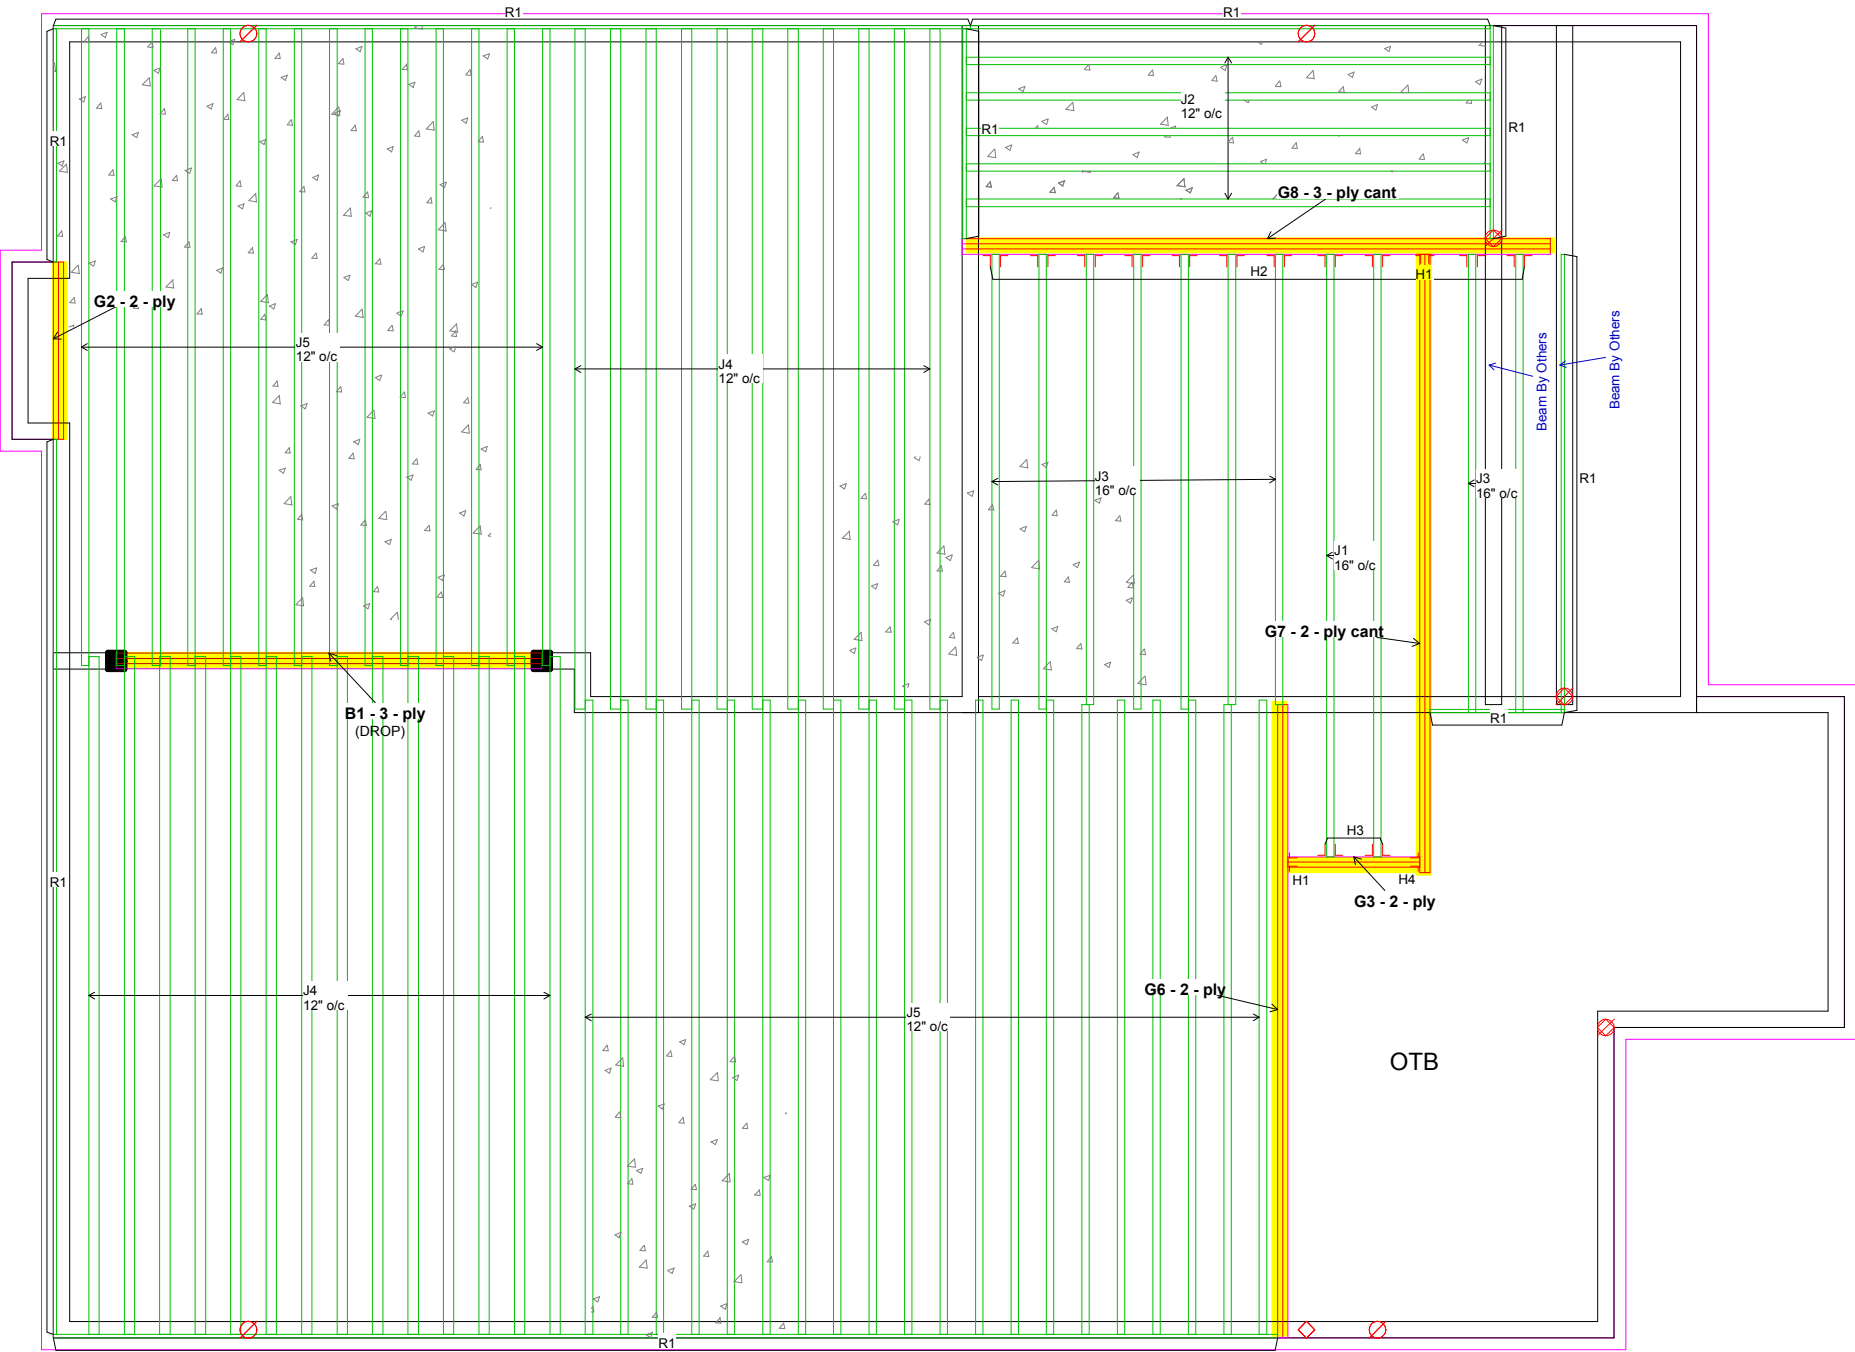 R1
R1
J2
12" o/c
R1
R1
R1
G8 - 3 - ply cant
H2
H1
G2 - 2 - ply
J5
12" o/c
J4
12" o/c
Beam By Others
Beam By Others
J3
16" o/c
J3
16" o/c
R1
J1
16" o/c
G7 - 2 - ply cant
B1 - 3 - ply
(DROP)
R1
H3
H1
H4
G3 - 2 - ply
R1
J4
12" o/c
G6 - 2 - ply
J5
12" o/c
OTB
R1